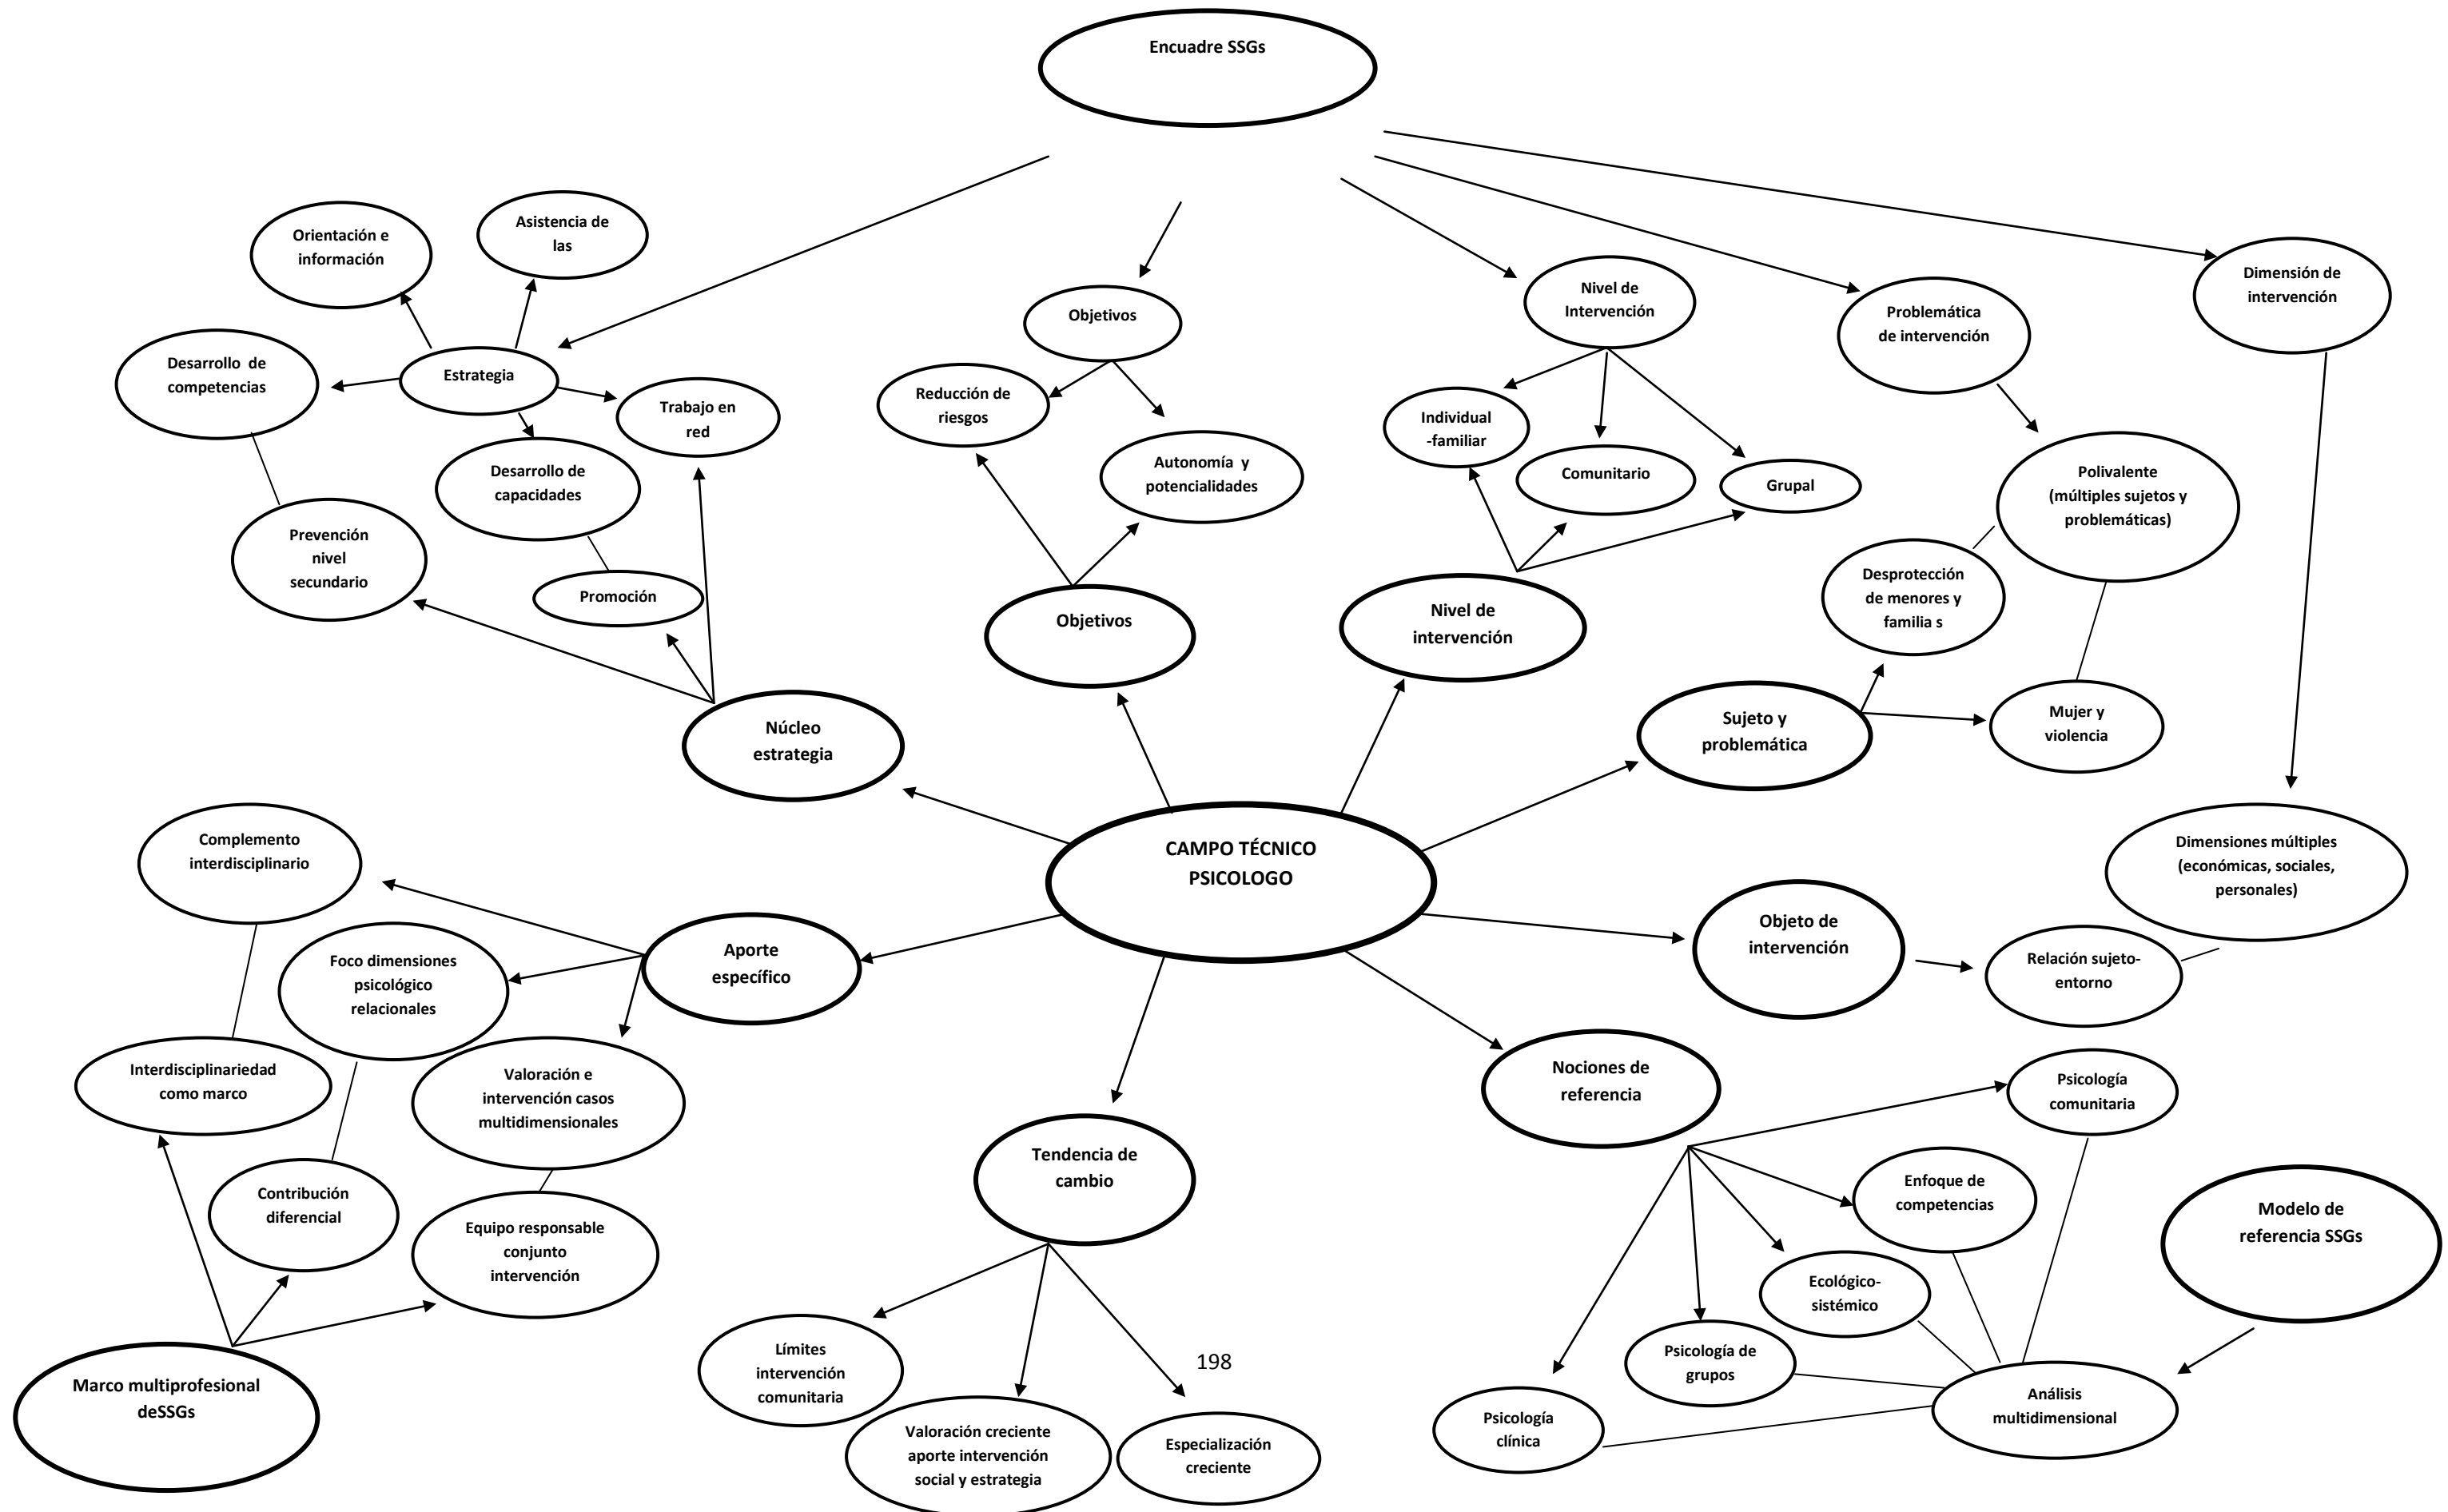 Encuadre SSGs
Orientación e
información
Asistencia de
las
Desarrollo  de
competencias
Estrategia
Trabajo en
red
Desarrollo de
capacidades
Prevención
nivel
secundario
Promoción
Objetivos
Reducción de
riesgos
Autonomía  y
potencialidades
Nivel de
Intervención
Individual
-familiar
Comunitario
Grupal
Problemática
de intervención
Dimensión de
intervención
Polivalente
(múltiples sujetos y
problemáticas)
Desprotección
de menores y
familia s
Mujer y
violencia
Objetivos
Nivel de
intervención
Núcleo
estrategia
Sujeto y
problemática
CAMPO TÉCNICO
PSICOLOGO
Dimensiones múltiples
(económicas, sociales,
personales)
Objeto de
intervención
Relación sujeto-
entorno
Complemento
interdisciplinario
Aporte
específico
Foco dimensiones
psicológico
relacionales
Interdisciplinariedad
como marco
Valoración e
intervención casos
multidimensionales
Contribución
diferencial
Equipo responsable
conjunto
intervención
Marco multiprofesional
deSSGs
Tendencia de
cambio
Límites
intervención
comunitaria
Valoración creciente
aporte intervención
social y estrategia
198
Especialización
creciente
Nociones de
referencia
Psicología
comunitaria
Enfoque de
competencias
Ecológico-
sistémico
Psicología de
grupos
Psicología
clínica
Modelo de
referencia SSGs
Análisis
multidimensional